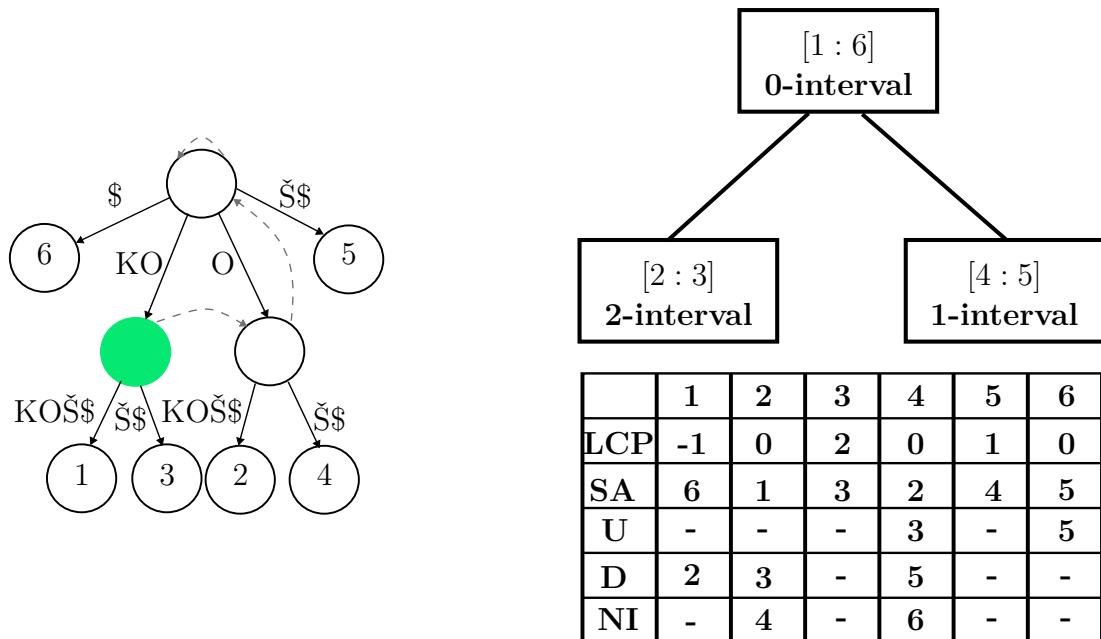 $
Š$
6
5
KO
O
KOŠ$
Š$
KOŠ$
Š$
1
3
2
4
[1 : 6]
0-interval
[2 : 3]
2-interval
[4 : 5]
1-interval
1 2 3 4 5 6
LCP -1 0 2 0 1 0
SA 6 1 3 2 4 5
U - - - 3 - 5
D 2 3 - 5 - -
NI - 4 - 6 - -